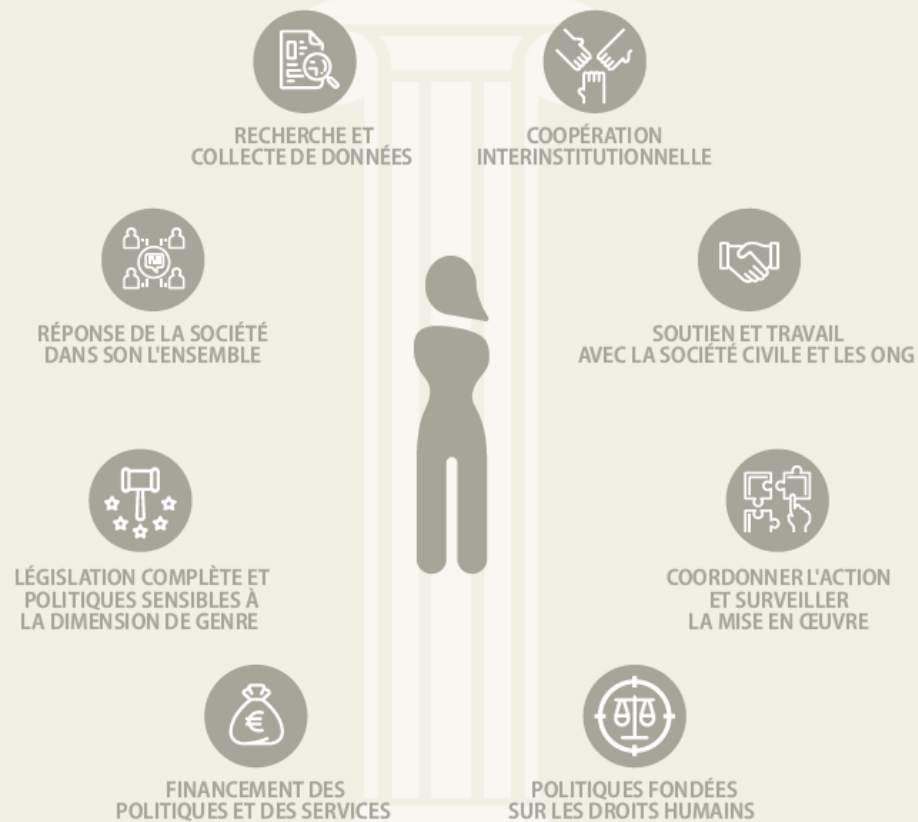 RECHERCHE ET
COLLECTE DE DONNÉES
COOPÉRATION
INTERINSTITUTIONNELLE
RÉPONSE DE LA SOCIÉTÉ
DANS SON L'ENSEMBLE
SOUTIEN ET TRAVAIL
AVEC LA SOCIÉTÉ CIVILE ET LES ONG
LÉGISLATION COMPLÈTE ET
POLITIQUES SENSIBLES À
LA DIMENSION DE GENRE
COORDONNER L'ACTION
ET SURVEILLER
LA MISE EN ŒUVRE
€
FINANCEMENT DES
POLITIQUES ET DES SERVICES
POLITIQUES FONDÉES
SUR LES DROITS HUMAINS